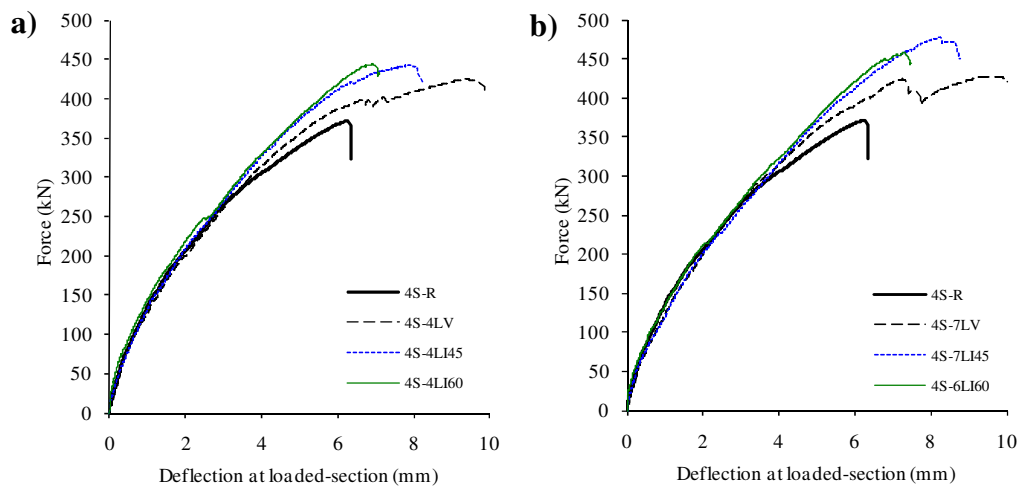 a)
500
450
400
350
300
250
200
150
100
50
0
Force (kN)
4S-R
4S-4LV
4S-4LI45
4S-4LI60
0 2 4 6 8 10
Deflection at loaded-section (mm)
b)
500
450
400
350
300
250
200
150
100
50
0
Force (kN)
4S-R
4S-7LV
4S-7LI45
4S-6LI60
0 2 4 6 8 10
Deflection at loaded-section (mm)